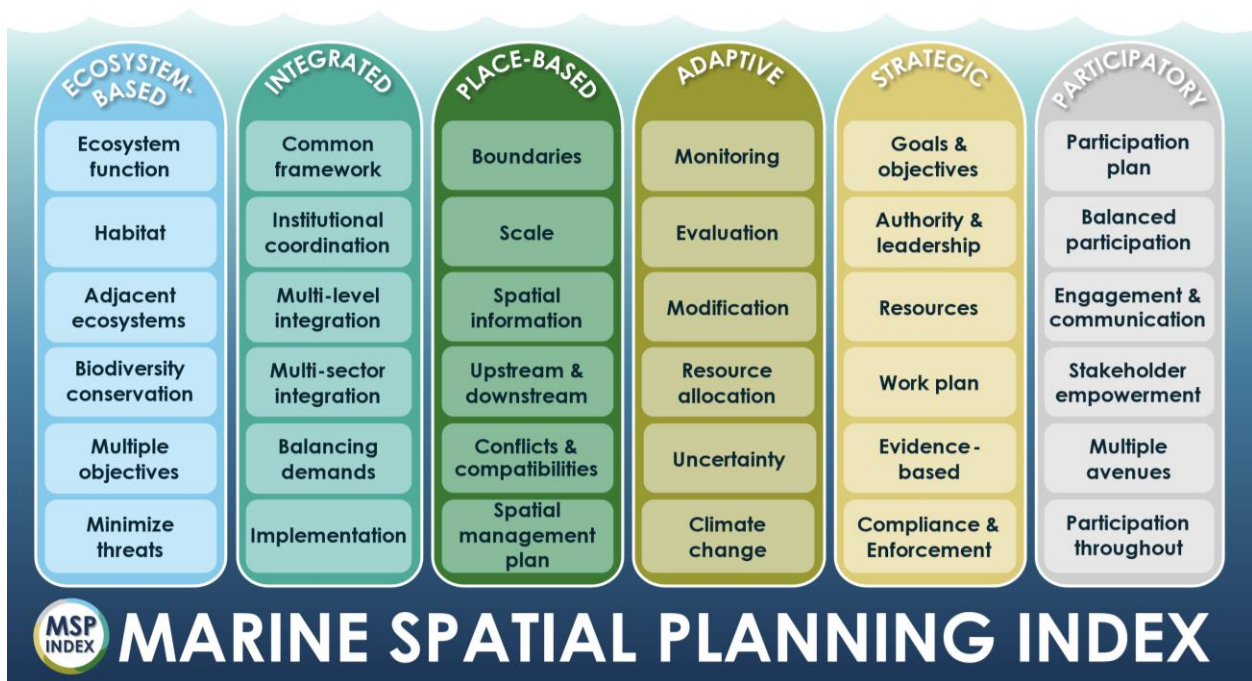 ECOSYSTEM-
BASED
Ecosystem
function
Habitat
Adjacent
ecosystems
Biodiversity
conservation
Multiple
objectives
Minimize
threats
INTEGRATED
Common
framework
Institutional
coordination
Multi-level
integration
Multi-sector
integration
Balancing
demands
Implementation
PLACE-BASED
Boundaries
Scale
Spatial
information
Upstream &
downstream
Conflicts &
compatibilities
Spatial
management
plan
ADAPTIVE
Monitoring
Evaluation
Modification
Resource
allocation
Uncertainty
Climate
change
STRATEGIC
Goals &
objectives
Authority &
leadership
Resources
Work plan
Evidence-
based
Compliance &
Enforcement
PARTICIPATORY
Participation
plan
Balanced
participation
Engagement &
communication
Stakeholder
empowerment
Multiple
avenues
Participation
throughout
MSP
INDEX
MARINE SPATIAL PLANNING INDEX